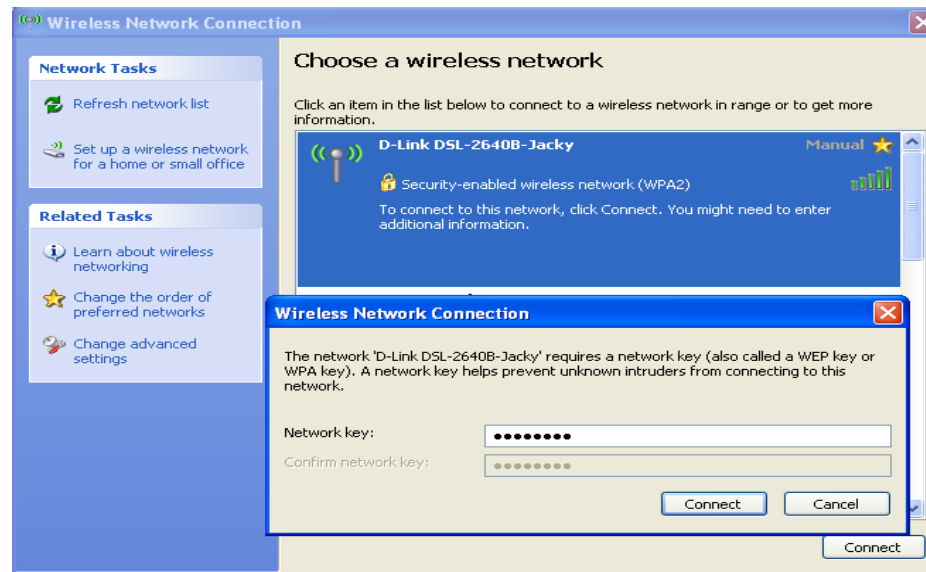 Wireless Network Connection
Network Tasks
Refresh network list
Set up a wireless network
for a home or small office
Related Tasks
Learn about wireless
networking
Change the order of
preferred networks
Change advanced
settings
Choose a wireless network
Click an item in the list below to connect to a wireless network in range or to get more
information.
D-Link DSL-2640B-Jacky
Manual
Security-enabled wireless network (WPA2)
To connect to this network, click Connect. You might need to enter
additional information.
Wireless Network Connection
The network 'D-Link DSL-2640B-Jacky' requires a network key (also called a WEP key or
WPA key). A network key helps prevent unknown intruders from connecting to this
network.
Network key: ●●●●●●●●
Confirm network key: ●●●●●●●●
Connect
Cancel
Connect